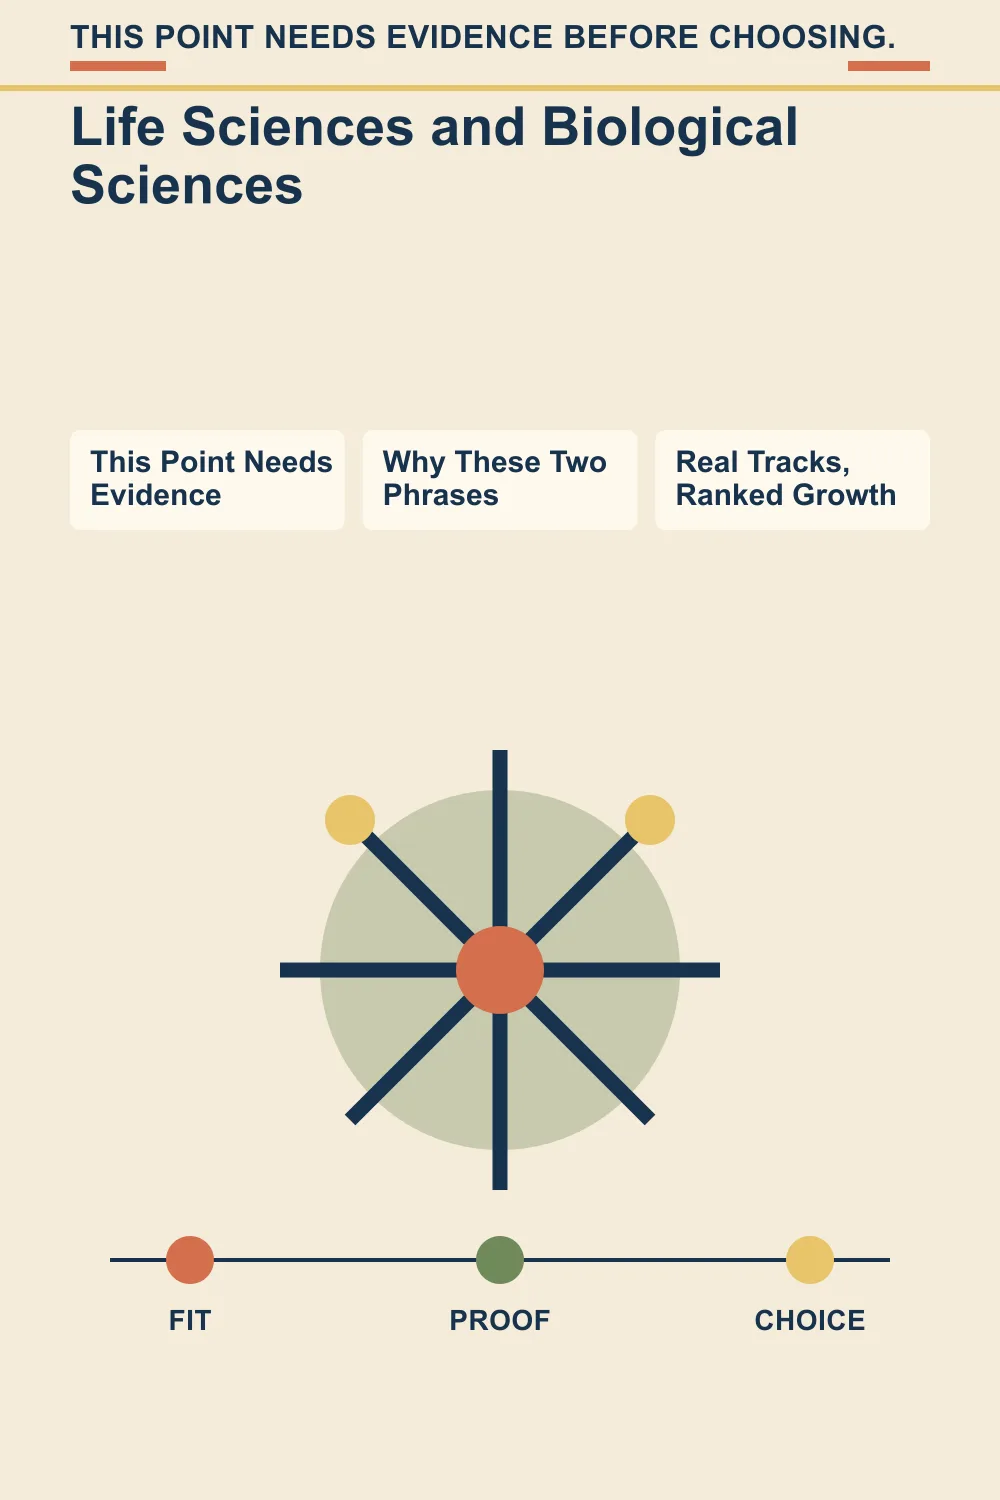 THIS POINT NEEDS EVIDENCE BEFORE CHOOSING.
Life Sciences and Biological
Sciences
This Point Needs
Evidence
Why These Two
Phrases
Real Tracks,
Ranked Growth
FIT
PROOF
CHOICE